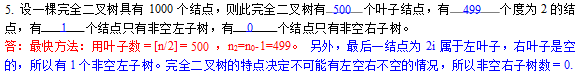 5. 设一棵完全二叉树具有 1000 个结点，则此完全二叉树有 500 个叶子结点，有 499 个度为 2 的结
点，有 1 个结点只有非空左子树，有 0 个结点只有非空右子树。
答：最快方法：用叶子数＝[n/2]＝500 ，n₂=n₀-1=499。 另外，最后一结点为 2i 属于左叶子，右叶子是空
的，所以有 1 个非空左子树。完全二叉树的特点决定不可能有左空右不空的情况，所以非空右子树数＝0.